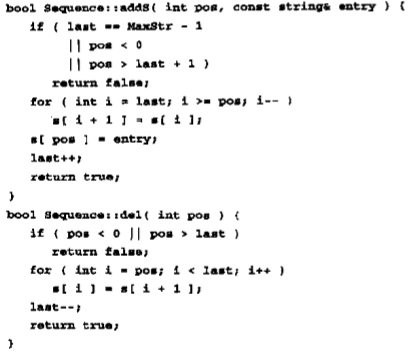 bool Sequence::addS( int pos, const string& entry ) {
if ( last == MaxStr - 1
|| pos < 0
|| pos > last + 1 )
return false;
for ( int i = last; i >= pos; i-- )
s[ i + 1 ] = s[ i ];
s[ pos ] = entry;
last++;
return true;
}
bool Sequence::del( int pos ) {
if ( pos < 0 || pos > last )
return false;
for ( int i = pos; i < last; i++ )
s[ i ] = s[ i + 1 ];
last--;
return true;
}